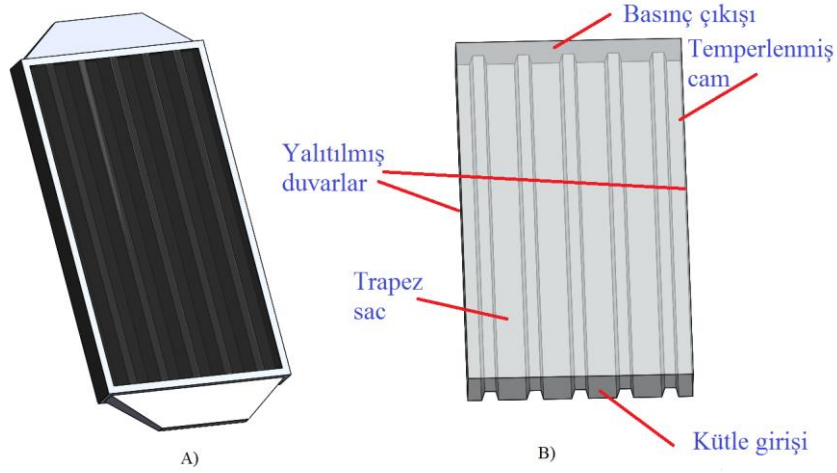 Basınç çıkışı
Temperlenmiş
cam
Yalıtılmış
duvarlar
Trapez
sac
Kütle girişi
A)
B)